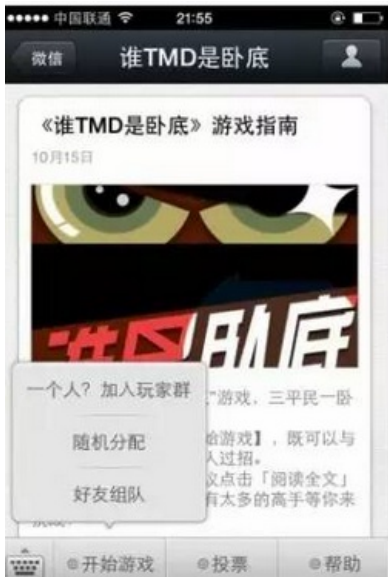 中国联通 21:55
微信 谁TMD是卧底
《谁TMD是卧底》游戏指南
10月15日
谁是卧底
一个人？加入玩家群
随机分配
好友组队
”游戏，三平民一卧
始游戏】，既可以与
人过招。
议点击「阅读全文」
有太多的高手等你来
开始游戏 投票 帮助